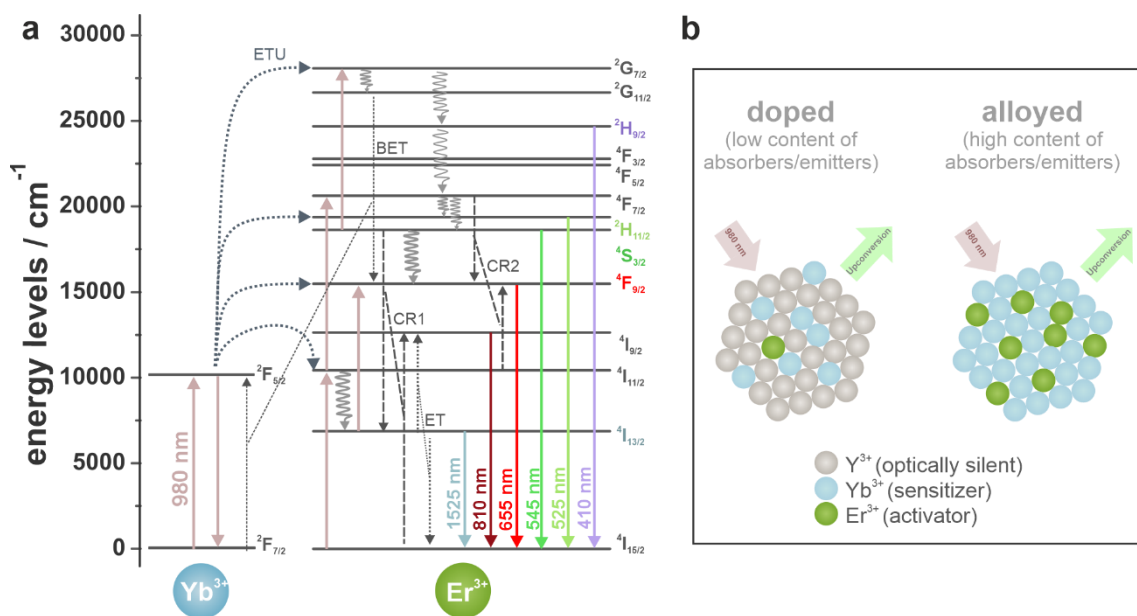 a
energy levels / cm⁻¹
30000
25000
20000
15000
10000
5000
0
ETU
BET
CR2
CR1
ET
²G₇/₂
²G₁₁/₂
²H₉/₂
⁴F₃/₂
⁴F₅/₂
⁴F₇/₂
²H₁₁/₂
⁴S₃/₂
⁴F₉/₂
⁴I₉/₂
⁴I₁₁/₂
⁴I₁₃/₂
⁴I₁₅/₂
²F₅/₂
²F₇/₂
980 nm
1525 nm
810 nm
655 nm
545 nm
525 nm
410 nm
Yb³⁺
Er³⁺
b
doped
(low content of
absorbers/emitters)
alloyed
(high content of
absorbers/emitters)
980 nm
Upconversion
980 nm
Upconversion
Y³⁺ (optically silent)
Yb³⁺ (sensitizer)
Er³⁺ (activator)